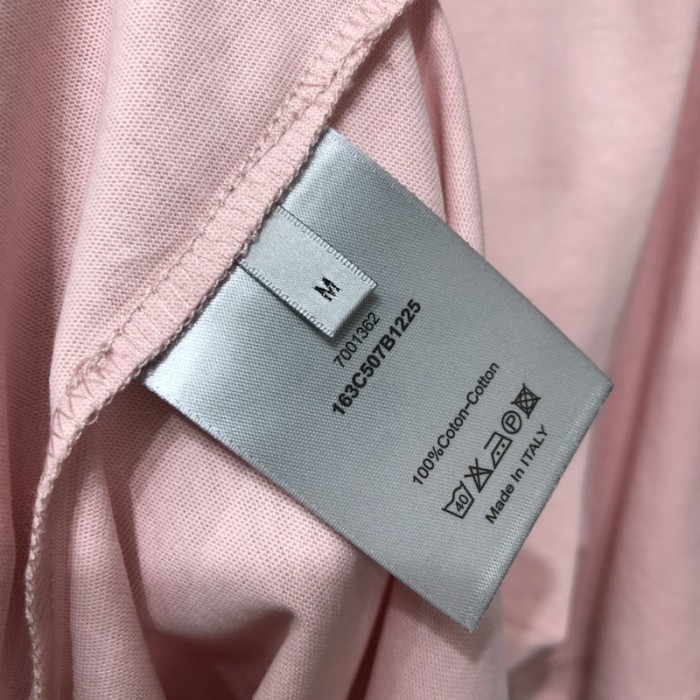 M
7001362
163C507B1225
100%Coton-Cotton
40 P
Made In ITALY